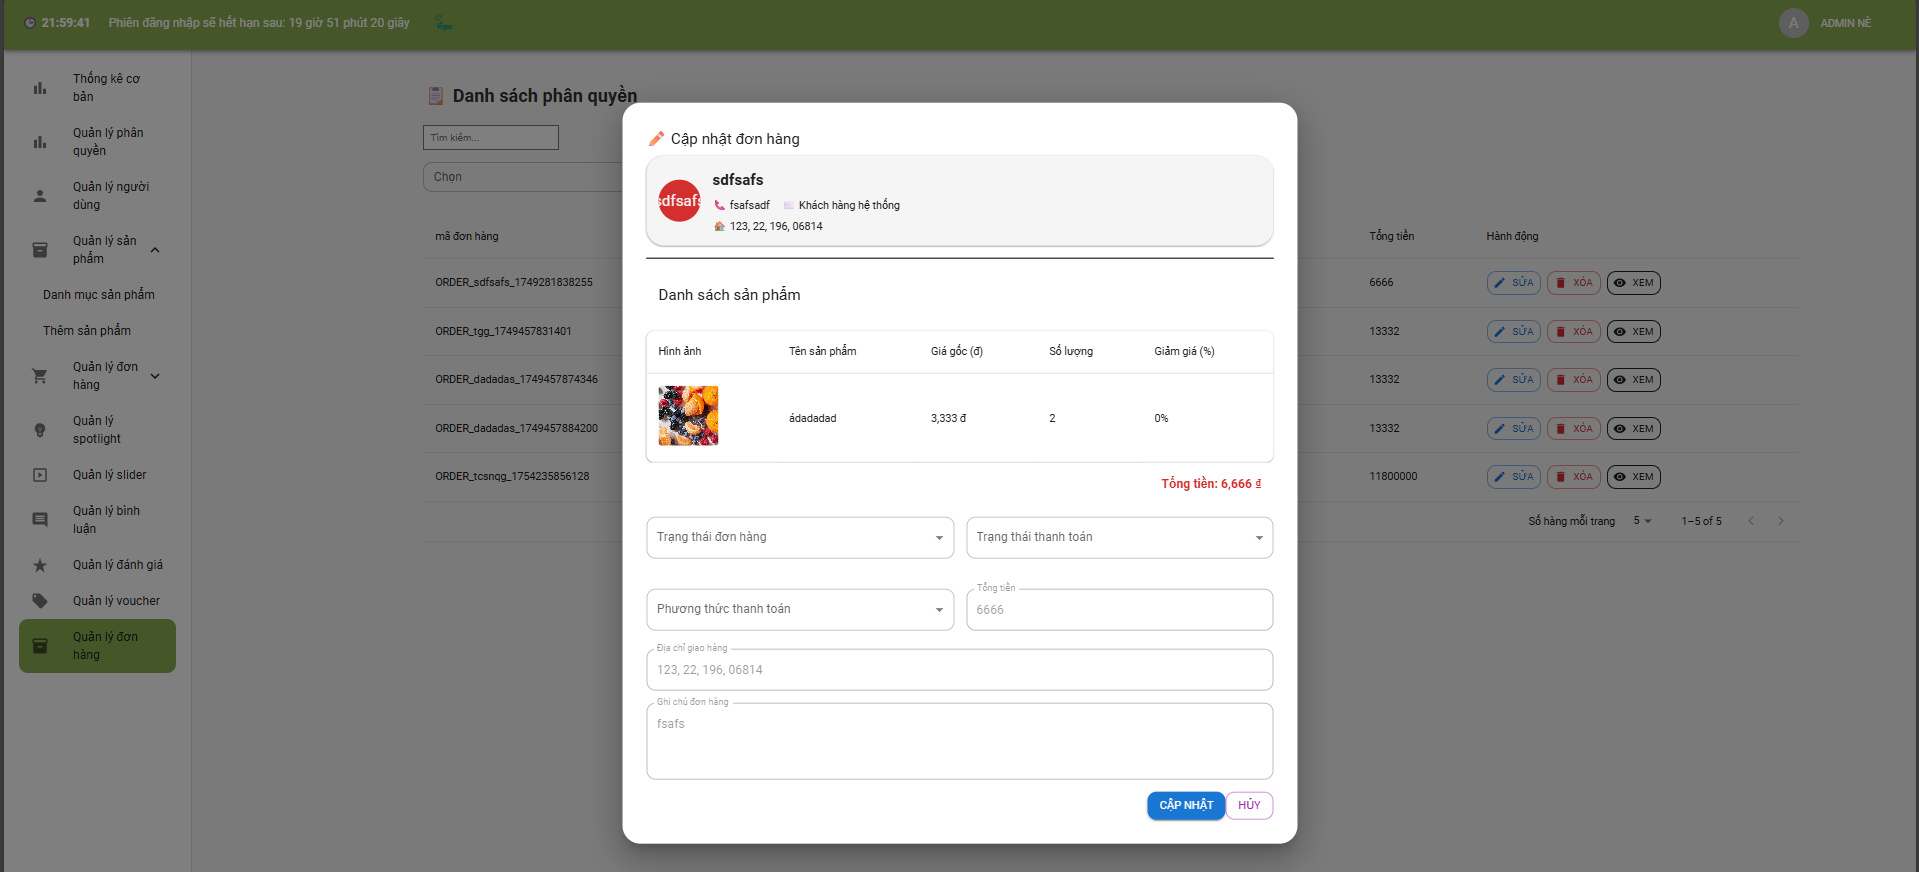 21:59:41 Phiên đăng nhập sẽ hết hạn sau: 19 giờ 51 phút 20 giây
A ADMIN NÈ
Thống kê cơ
bản
Quản lý phân
quyền
Quản lý người
dùng
Quản lý sản
phẩm
Danh mục sản phẩm
Thêm sản phẩm
Quản lý đơn
hàng
Quản lý
spotlight
Quản lý slider
Quản lý bình
luận
Quản lý đánh giá
Quản lý voucher
Quản lý đơn
hàng
Danh sách phân quyền
Tìm kiếm...
Chọn
mã đơn hàng Tổng tiền Hành động
ORDER_sdfsafs_1749281838255 6666 SỬA XÓA XEM
ORDER_tgg_1749457831401 13332 SỬA XÓA XEM
ORDER_dadadas_1749457874346 13332 SỬA XÓA XEM
ORDER_dadadas_1749457884200 13332 SỬA XÓA XEM
ORDER_tcsnqg_1754235856128 11800000 SỬA XÓA XEM
Số hàng mỗi trang 5 1–5 of 5
Cập nhật đơn hàng
sdfsafs
sdfsafs
fsafsadf Khách hàng hệ thống
123, 22, 196, 06814
Danh sách sản phẩm
Hình ảnh Tên sản phẩm Giá gốc (đ) Số lượng Giảm giá (%)
ádadadad 3,333 đ 2 0%
Tổng tiền: 6,666 ₫
Trạng thái đơn hàng Trạng thái thanh toán
Phương thức thanh toán
Tổng tiền
6666
Địa chỉ giao hàng
123, 22, 196, 06814
Ghi chú đơn hàng
fsafs
CẬP NHẬT HỦY